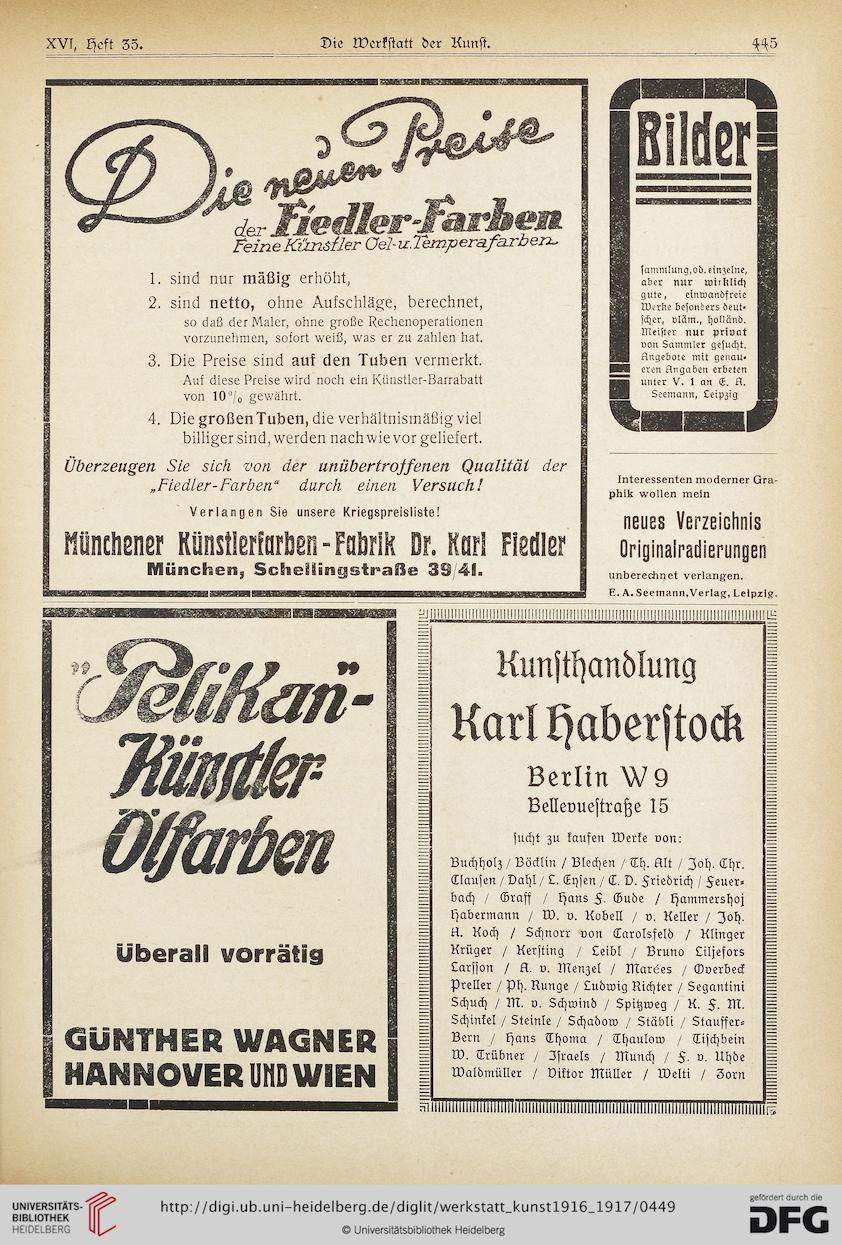 XVI, Heft 35.
Die Werkstatt der Kunst.
445
Die neuen Preise
der Fiedler-Farben
Feine Künstler Oel- u. Temperafarben
1. sind nur mäßig erhöht,
2. sind netto, ohne Aufschläge, berechnet,
so daß der Maler, ohne große Rechenoperationen
vorzunehmen, sofort weiß, was er zu zahlen hat.
3. Die Preise sind auf den Tuben vermerkt.
Auf diese Preise wird noch ein Künstler-Barrabatt
von 10% gewährt.
4. Die großen Tuben, die verhältnismäßig viel
billiger sind, werden nach wie vor geliefert.
Überzeugen Sie sich von der unübertroffenen Qualität der
„Fiedler-Farben“ durch einen Versuch!
Verlangen Sie unsere Kriegspreisliste!
Münchener Künstlerfarben-Fabrik Dr. Karl Fiedler
München, Schellingstraße 39/41.
Bilder
sammlung, od. einzelne,
aber nur wirklich
gute, einwandfreie
Werke besonders deut-
scher, vläm., holländ.
Meister nur privat
von Sammler gesucht.
Angebote mit genau-
eren Angaben erbeten
unter V. 1 an E. A.
Seemann, Leipzig
Interessenten moderner Gra-
phik wollen mein
neues Verzeichnis
Originalradierungen
unberechnet verlangen.
E. A. Seemann, Verlag, Leipzig.
„Pelikan“-
Künstler-
Ölfarben
Überall vorrätig
GÜNTHER WAGNER
HANNOVER UND WIEN
Kunsthandlung
Karl Haberstock
Berlin W 9
Bellevuestraße 15
sucht zu kaufen Werke von:
Buchholz / Böcklin / Blechen / Th. Alt / Joh. Chr.
Clausen / Dahl / L. Eysen / C. D. Friedrich / Feuer-
bach / Graff / Hans F. Gude / Hammershoj
Habermann / W. v. Kobell / v. Keller / Joh.
A. Koch / Schnorr von Carolsfeld / Klinger
Krüger / Kersting / Leibl / Bruno Liljefors
Larsson / A. v. Menzel / Marées / Overbeck
Preller / Ph. Runge / Ludwig Richter / Segantini
Schuch / M. v. Schwind / Spitzweg / K. F. M.
Schinkel / Steinle / Schadow / Stäbli / Stauffer-
Bern / Hans Thoma / Thaulow / Tischbein
W. Trübner / Israels / Munch / F. v. Uhde
Waldmüller / Viktor Müller / Welti / Zorn
UNIVERSITÄTS-
BIBLIOTHEK
HEIDELBERG
http://digi.ub.uni-heidelberg.de/diglit/werkstatt_kunst1916_1917/0449
© Universitätsbibliothek Heidelberg
gefördert durch die
DFG